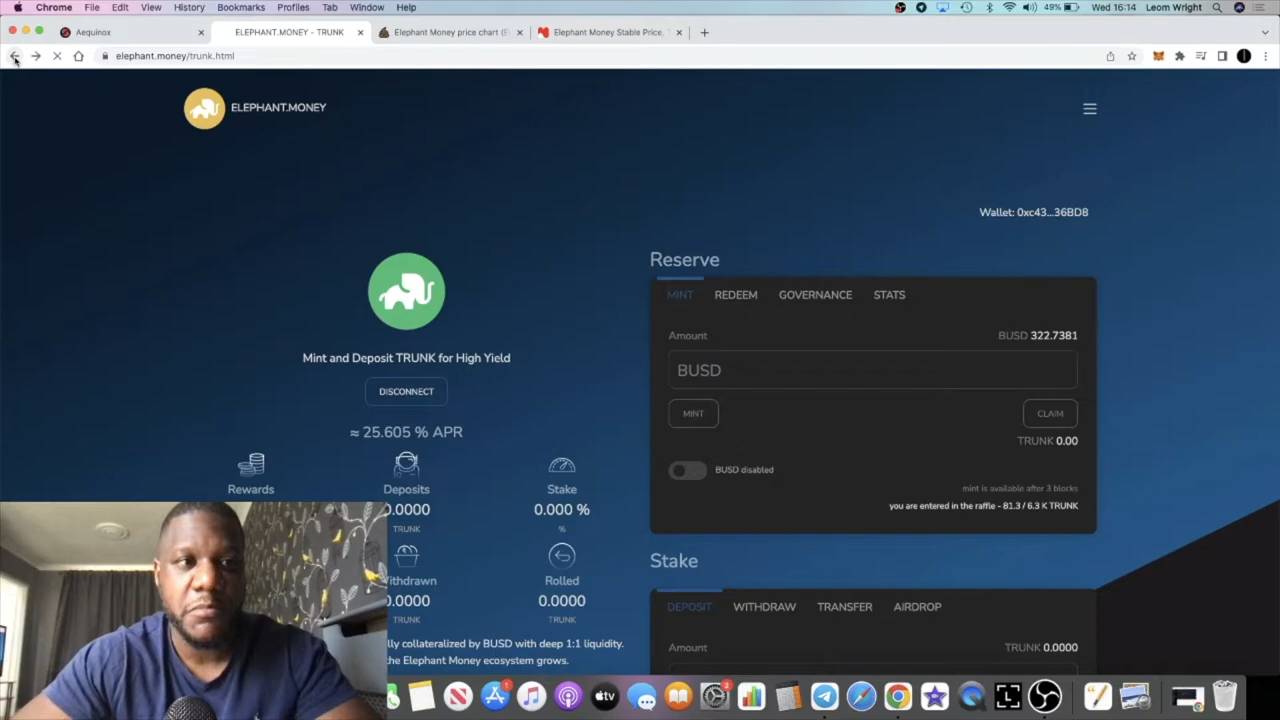 Chrome File Edit View History Bookmarks Profiles Tab Window Help 49% Wed 16:14 Leom Wright
Aequinox ELEPHANT.MONEY - TRUNK Elephant Money price chart (E Elephant Money Stable Price,
elephant.money/trunk.html
ELEPHANT.MONEY
Wallet: 0xc43...36BD8
Mint and Deposit TRUNK for High Yield
DISCONNECT
≈ 25.605 % APR
Rewards Deposits Stake
0.0000 0.000 %
TRUNK %
ithdrawn Rolled
0.0000 0.0000
TRUNK TRUNK
lly collateralized by BUSD with deep 1:1 liquidity.
the Elephant Money ecosystem grows.
Reserve
MINT REDEEM GOVERNANCE STATS
Amount BUSD 322.7381
BUSD
MINT CLAIM
TRUNK 0.00
BUSD disabled
mint is available after 3 blocks
you are entered in the raffle - 81.3 / 6.3 K TRUNK
Stake
DEPOSIT WITHDRAW TRANSFER AIRDROP
Amount TRUNK 0.0000
tv